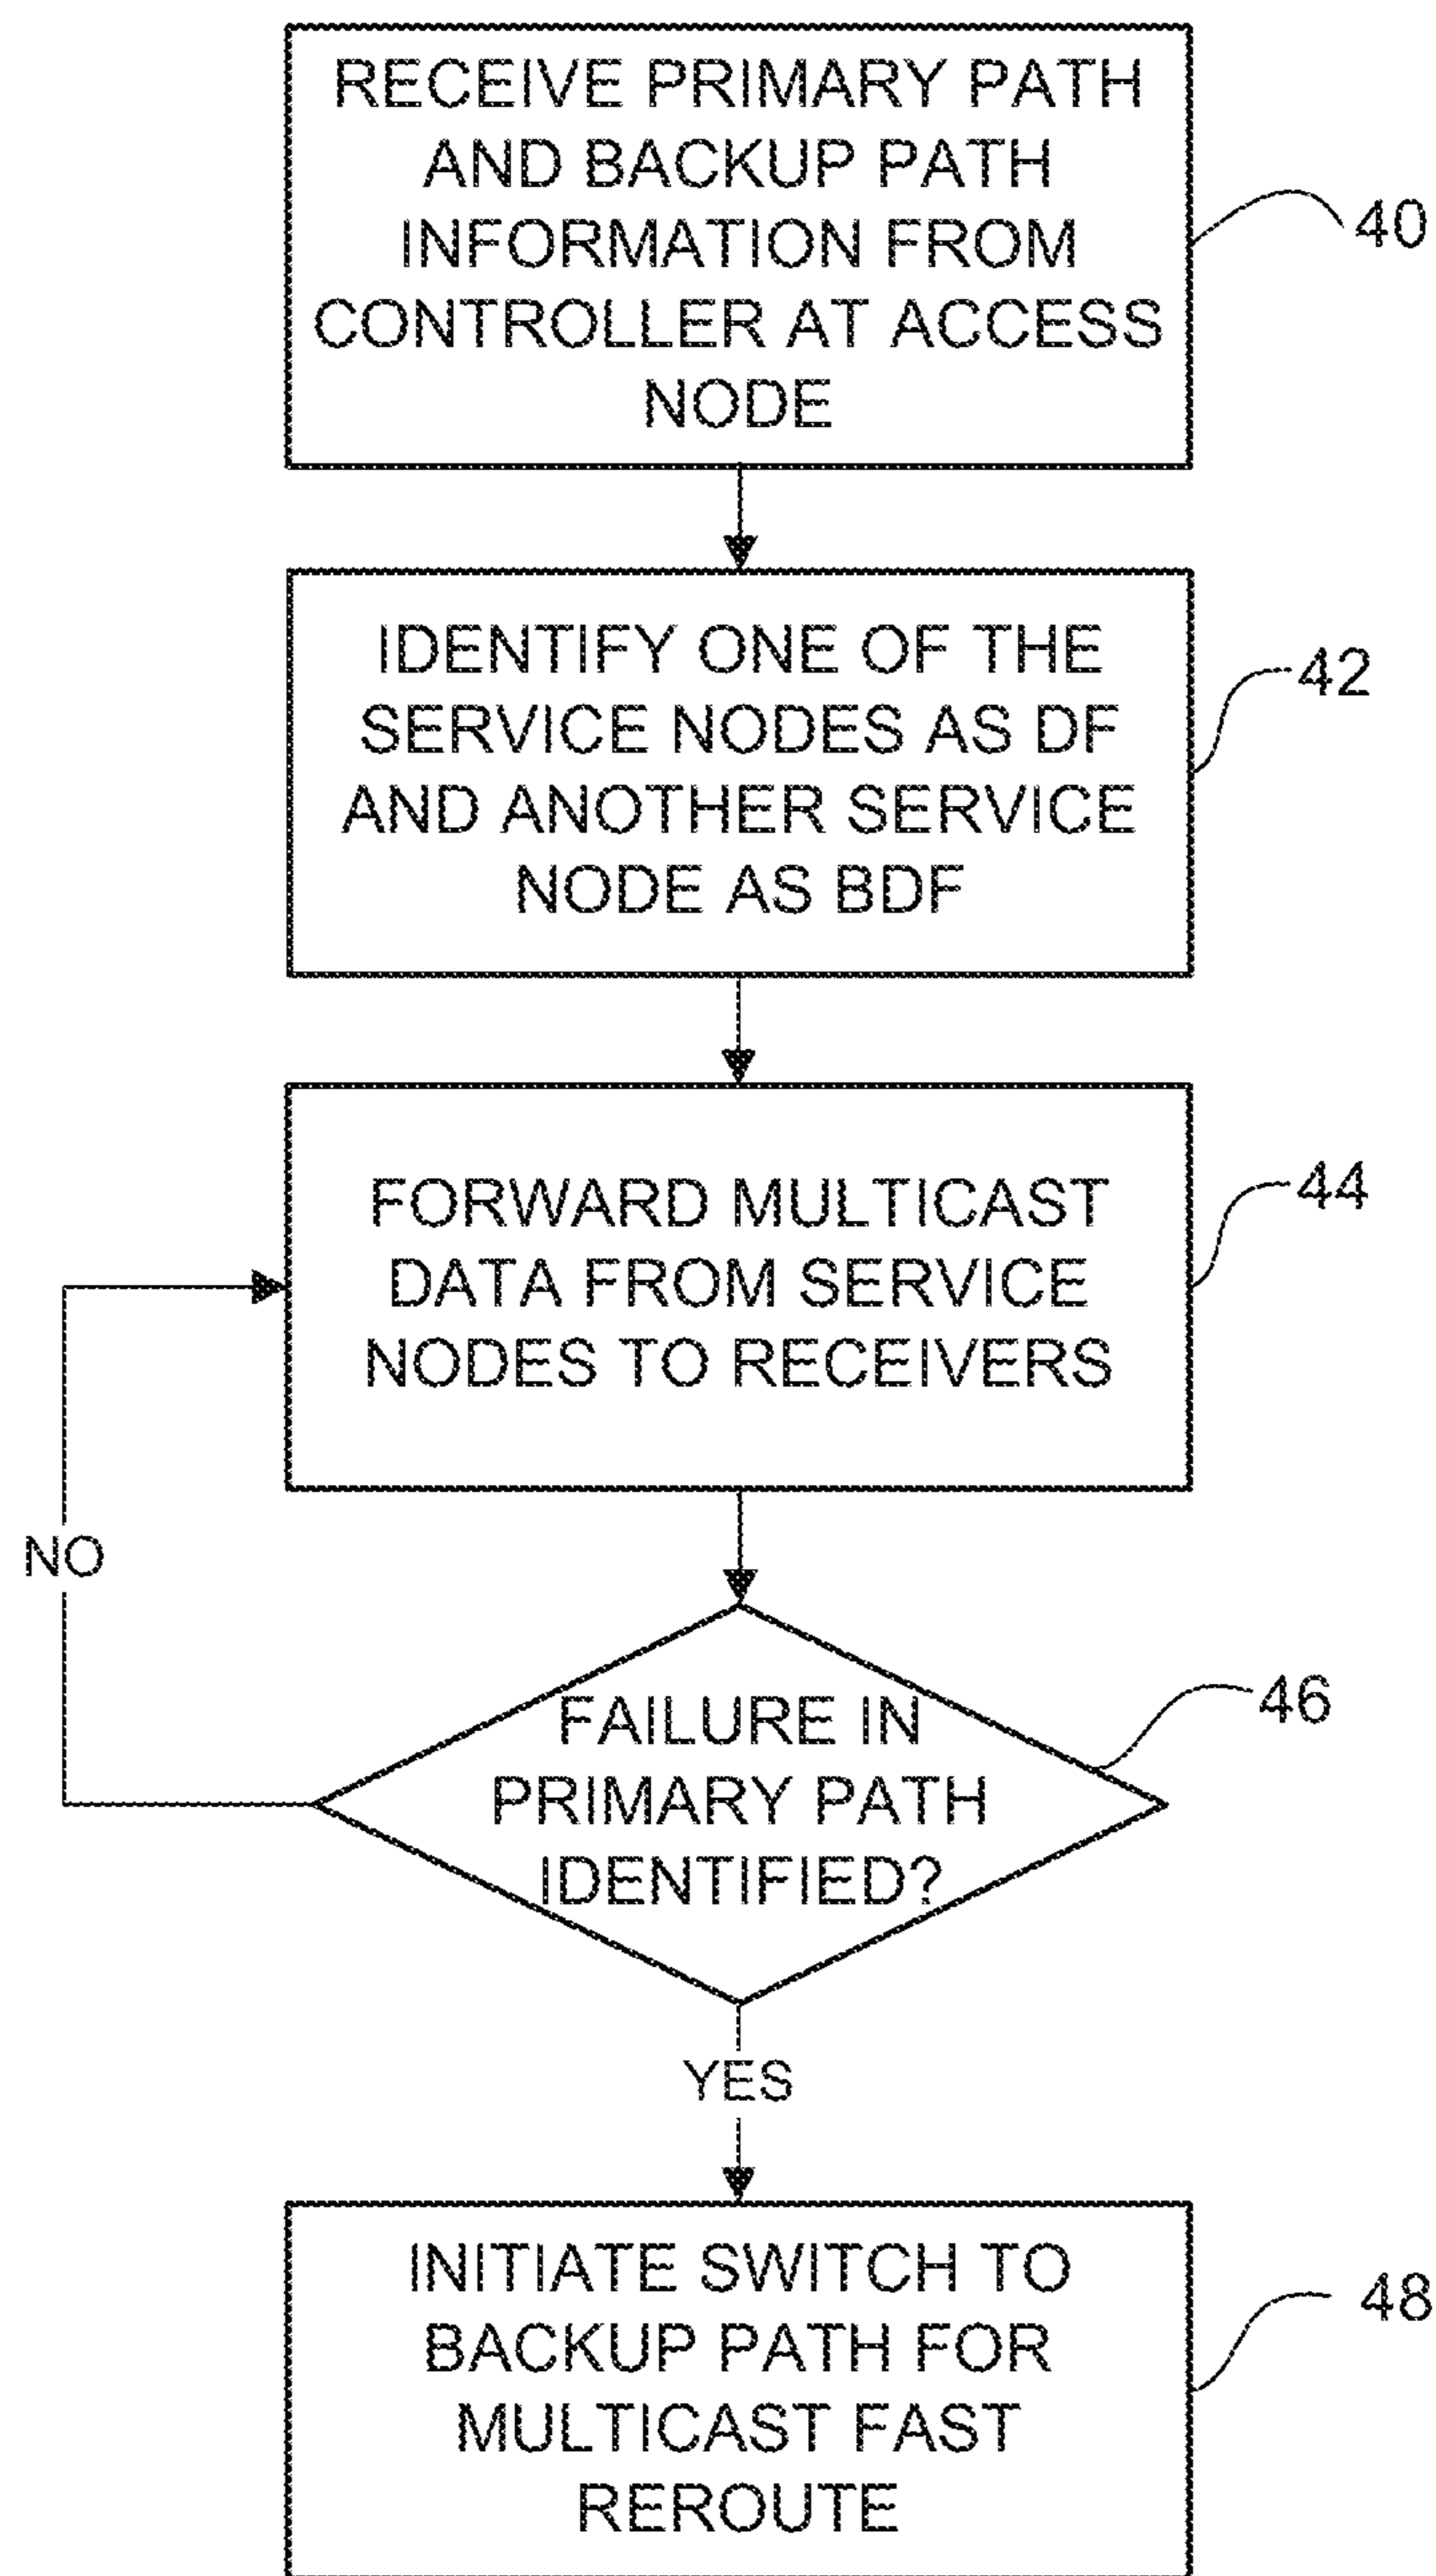 RECEIVE PRIMARY PATH
AND BACKUP PATH
INFORMATION FROM
CONTROLLER AT ACCESS
NODE
40
IDENTIFY ONE OF THE
SERVICE NODES AS DF
AND ANOTHER SERVICE
NODE AS BDF
42
FORWARD MULTICAST
DATA FROM SERVICE
NODES TO RECEIVERS
44
NO
FAILURE IN
PRIMARY PATH
IDENTIFIED?
46
YES
INITIATE SWITCH TO
BACKUP PATH FOR
MULTICAST FAST
REROUTE
48